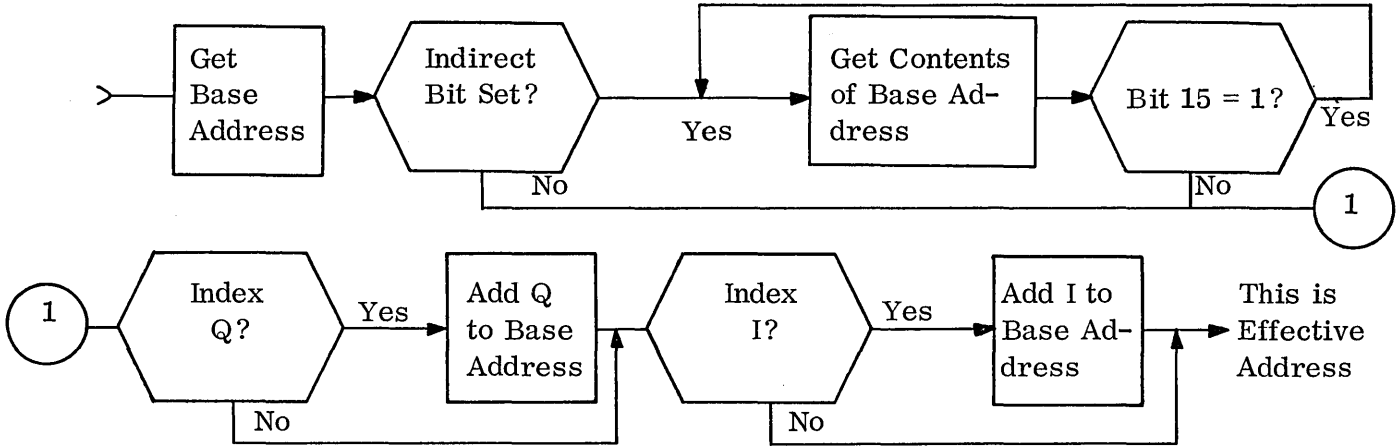 Get
Base
Address
Indirect
Bit Set?
Yes
No
Get Contents
of Base Ad-
dress
Bit 15 = 1?
Yes
No
1
1
Index
Q?
Yes
No
Add Q
to Base
Address
Index
I?
Yes
No
Add I to
Base Ad-
dress
This is
Effective
Address